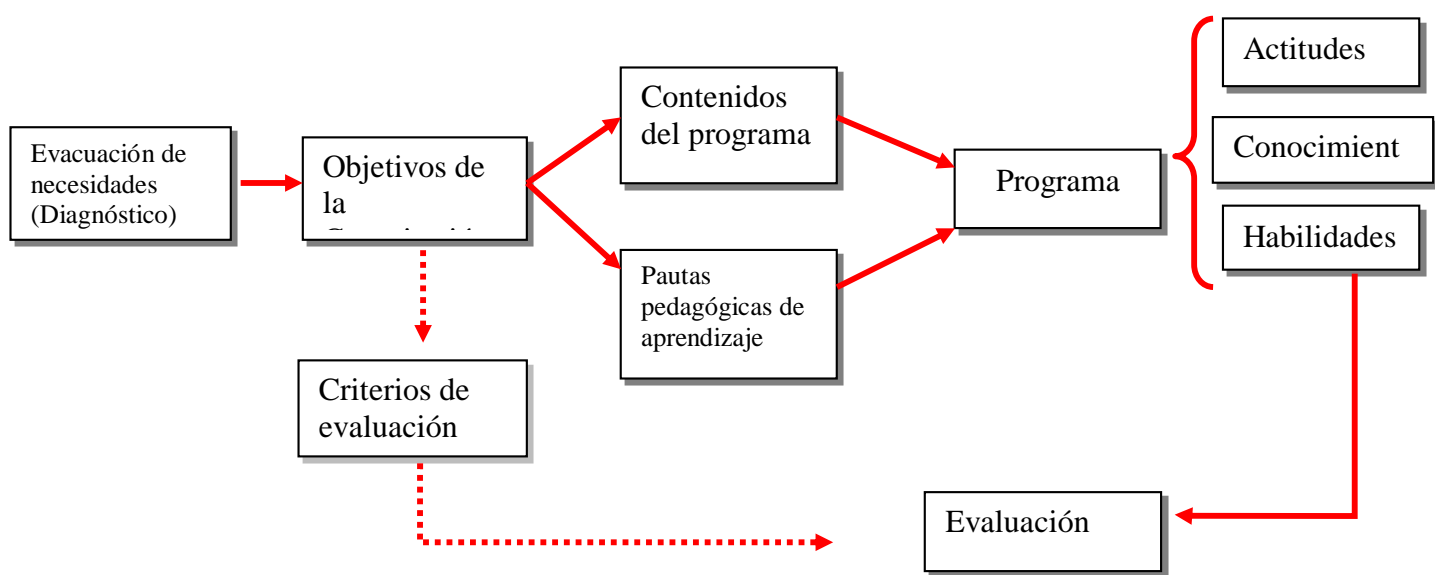 Evacuación de
necesidades
(Diagnóstico)
Objetivos de
la
Contenidos
del programa
Pautas
pedagógicas de
aprendizaje
Criterios de
evaluación
Programa
Actitudes
Conocimient
Habilidades
Evaluación